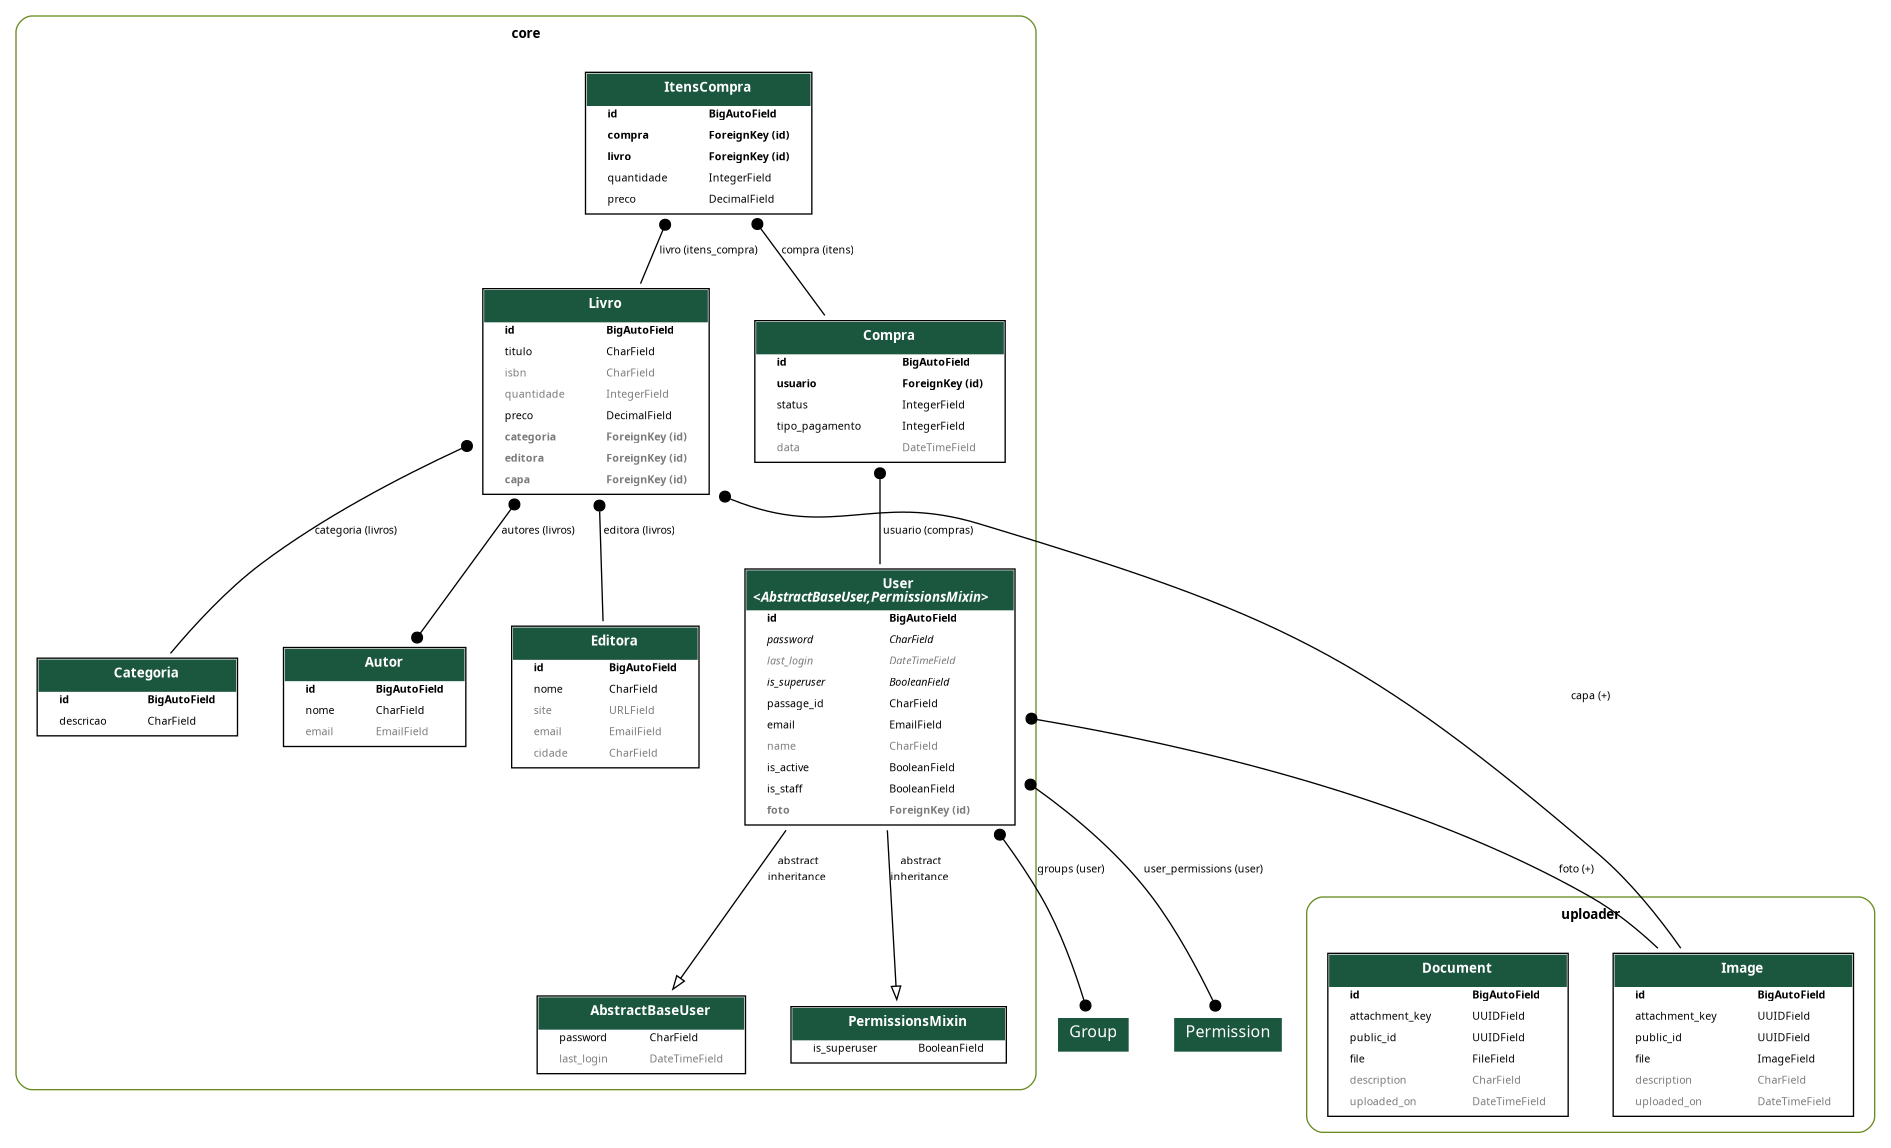 core
ItensCompra
id BigAutoField
compra ForeignKey (id)
livro ForeignKey (id)
quantidade IntegerField
preco DecimalField
livro (itens_compra)
compra (itens)
Livro
id BigAutoField
titulo CharField
isbn CharField
quantidade IntegerField
preco DecimalField
categoria ForeignKey (id)
editora ForeignKey (id)
capa ForeignKey (id)
Compra
id BigAutoField
usuario ForeignKey (id)
status IntegerField
tipo_pagamento IntegerField
data DateTimeField
categoria (livros)
autores (livros)
editora (livros)
usuario (compras)
Categoria
id BigAutoField
descricao CharField
Autor
id BigAutoField
nome CharField
email EmailField
Editora
id BigAutoField
nome CharField
site URLField
email EmailField
cidade CharField
User
<AbstractBaseUser,PermissionsMixin>
id BigAutoField
password CharField
last_login DateTimeField
is_superuser BooleanField
passage_id CharField
email EmailField
name CharField
is_active BooleanField
is_staff BooleanField
foto ForeignKey (id)
capa (+)
abstract
inheritance
abstract
inheritance
groups (user)
user_permissions (user)
foto (+)
AbstractBaseUser
password CharField
last_login DateTimeField
PermissionsMixin
is_superuser BooleanField
Group
Permission
uploader
Document
id BigAutoField
attachment_key UUIDField
public_id UUIDField
file FileField
description CharField
uploaded_on DateTimeField
Image
id BigAutoField
attachment_key UUIDField
public_id UUIDField
file ImageField
description CharField
uploaded_on DateTimeField